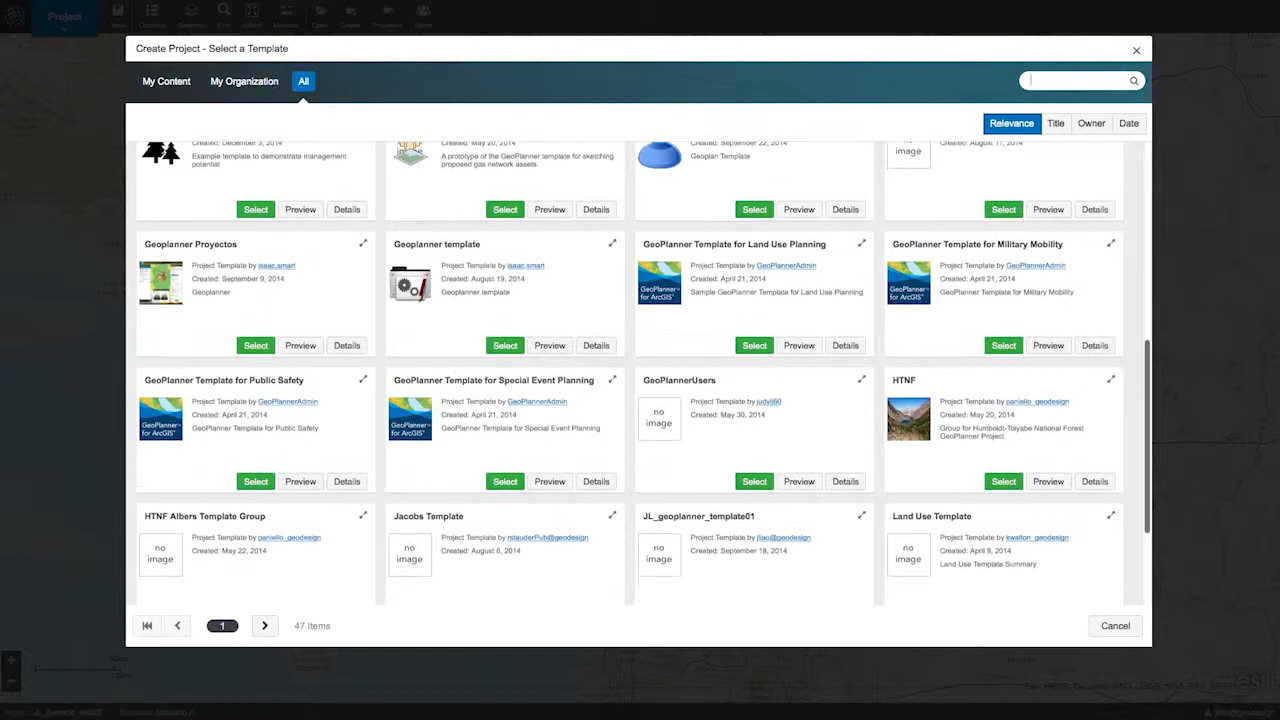 Project
Create Project - Select a Template
My Content My Organization All
Relevance Title Owner Date
Created: December 3, 2014
Example template to demonstrate management
potential
Select Preview Details
Created: May 20, 2014
A prototype of the GeoPlanner template for sketching
proposed gas network assets.
Select Preview Details
Created: September 22, 2014
Geoplan Template
Select Preview Details
no
image
Created: August 11, 2014
Select Preview Details
Geoplanner Proyectos
Project Template by isaac.smart
Created: September 9, 2014
Geoplanner
Select Preview Details
Geoplanner template
Project Template by isaac.smart
Created: August 19, 2014
Geoplanner template
Select Preview Details
GeoPlanner Template for Land Use Planning
GeoPlanner
for ArcGIS
Project Template by GeoPlannerAdmin
Created: April 21, 2014
Sample GeoPlanner Template for Land Use Planning
Select Preview Details
GeoPlanner Template for Military Mobility
GeoPlanner
for ArcGIS
Project Template by GeoPlannerAdmin
Created: April 21, 2014
GeoPlanner Template for Military Mobility
Select Preview Details
GeoPlanner Template for Public Safety
GeoPlanner
for ArcGIS
Project Template by GeoPlannerAdmin
Created: April 21, 2014
GeoPlanner Template for Public Safety
Select Preview Details
GeoPlanner Template for Special Event Planning
GeoPlanner
for ArcGIS
Project Template by GeoPlannerAdmin
Created: April 21, 2014
GeoPlanner Template for Special Event Planning
Select Preview Details
GeoPlannerUsers
no
image
Project Template by judylj60
Created: May 30, 2014
Select Preview Details
HTNF
Project Template by paniello_geodesign
Created: May 20, 2014
Group for Humboldt-Toiyabe National Forest
GeoPlanner Project.
Select Preview Details
HTNF Albers Template Group
no
image
Project Template by paniello_geodesign
Created: May 22, 2014
Jacobs Template
no
image
Project Template by rstauderPub@geodesign
Created: August 6, 2014
JL_geoplanner_template01
no
image
Project Template by jliao@geodesign
Created: September 18, 2014
Land Use Template
no
image
Project Template by kwalton_geodesign
Created: April 9, 2014
Land Use Template Summary
1
47 Items
Cancel